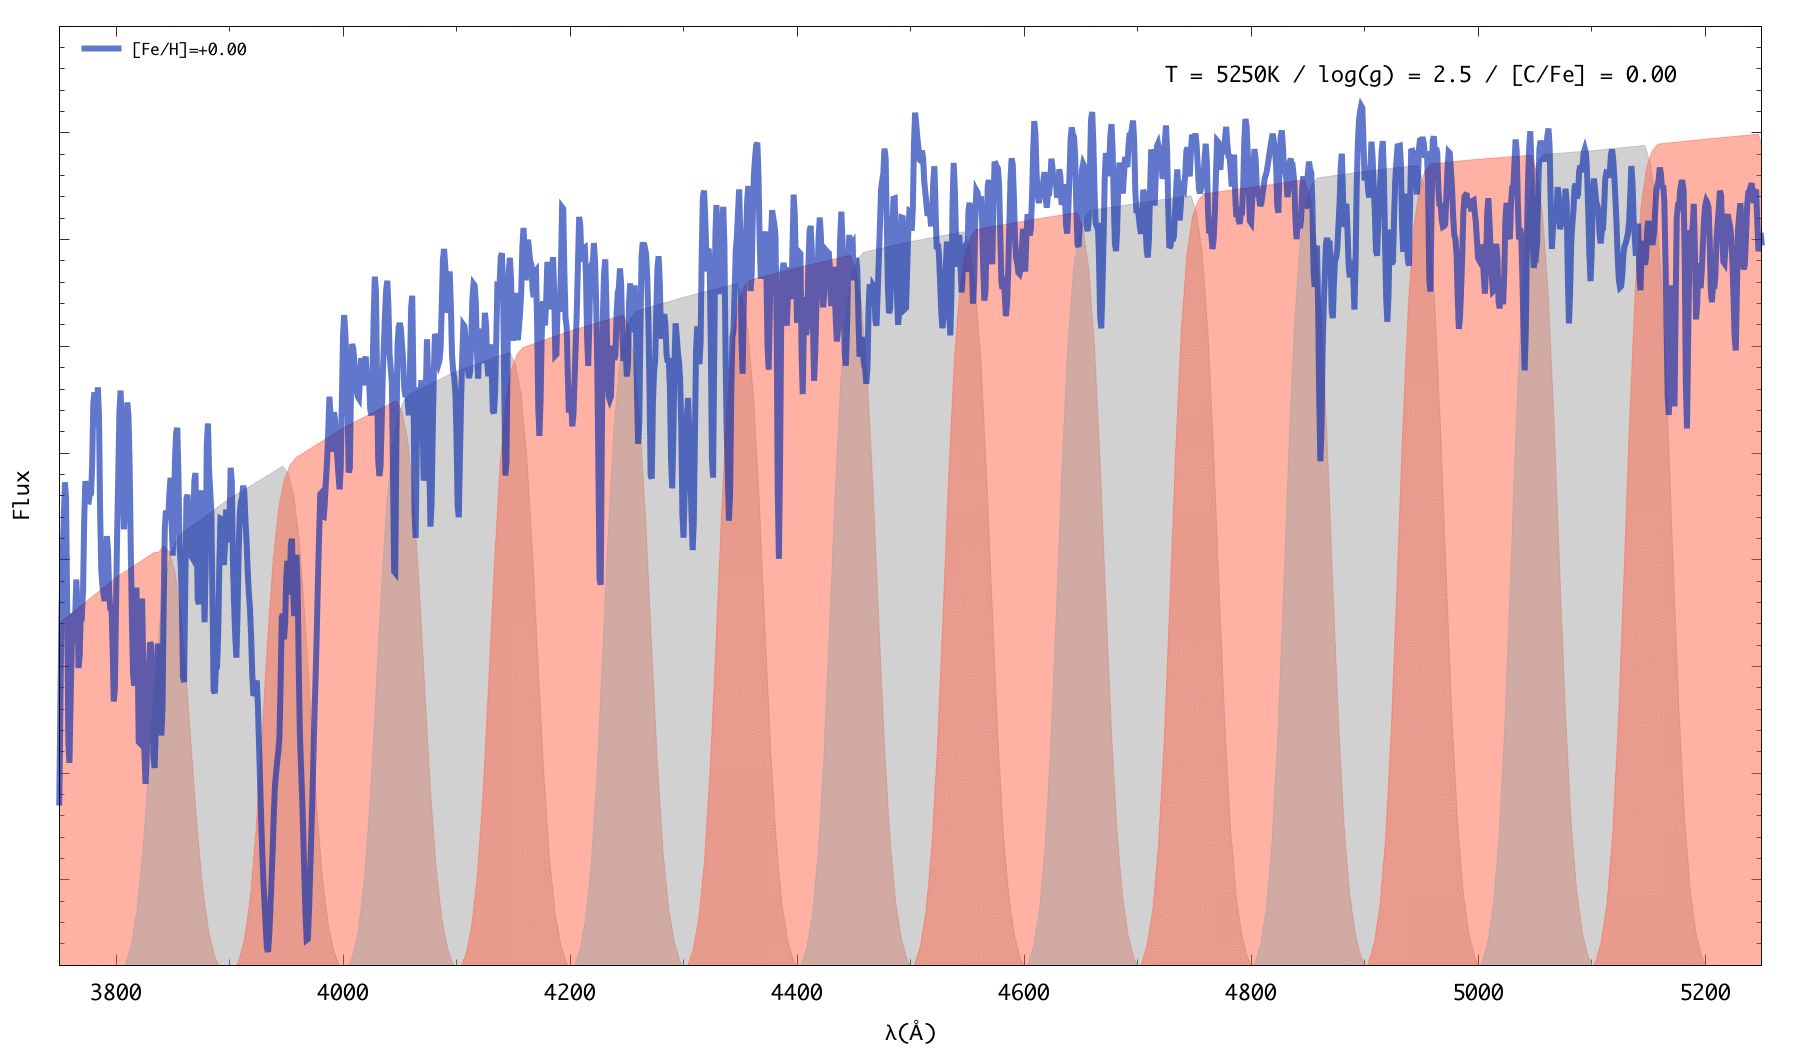 [Fe/H]=+0.00
T = 5250K / log(g) = 2.5 / [C/Fe] = 0.00
Flux
3800 4000 4200 4400 4600 4800 5000 5200
λ(Å)